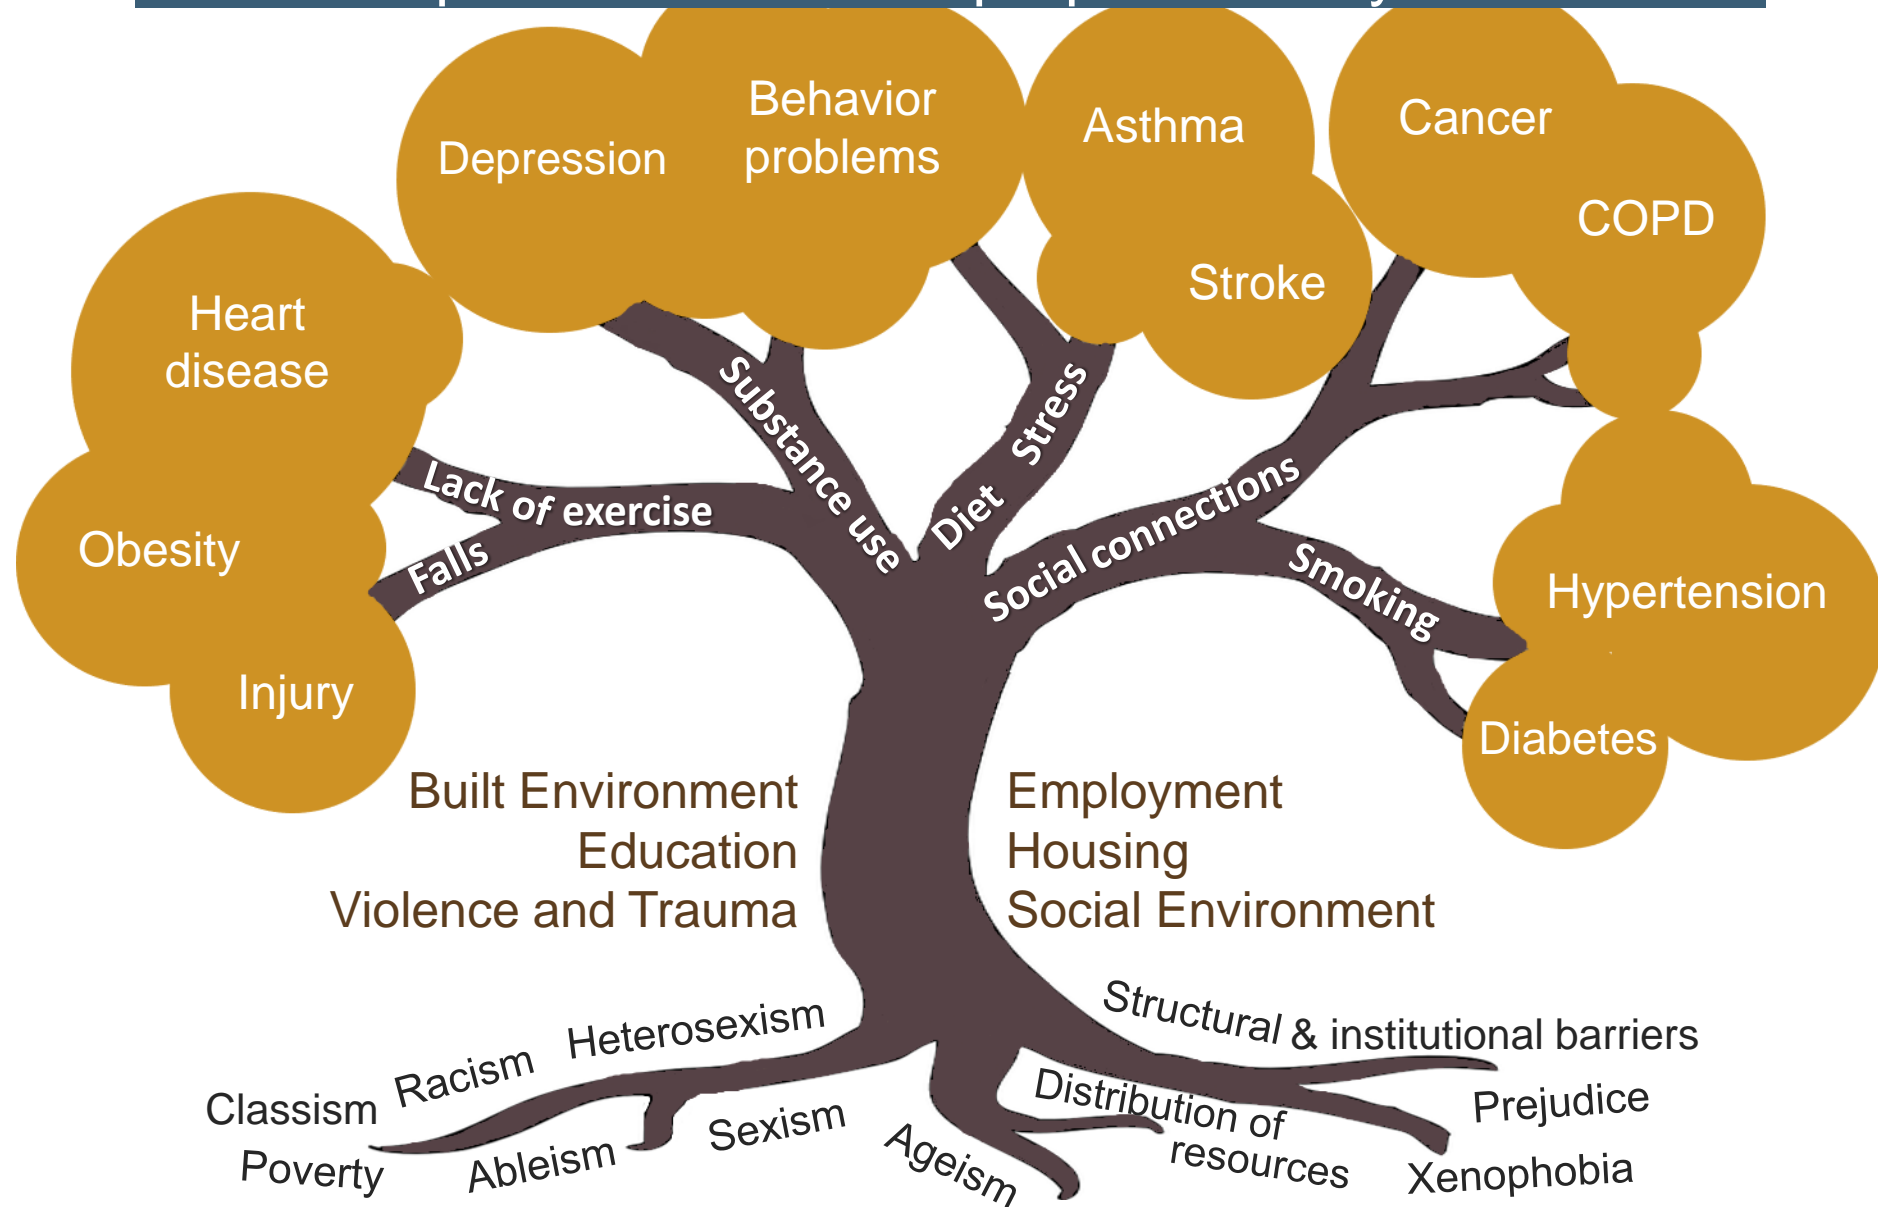 Behavior
problems
Depression
Asthma
Cancer
COPD
Stroke
Heart
disease
Obesity
Injury
Hypertension
Diabetes
Substance use
Lack of exercise
Falls
Diet
Stress
Social connections
Smoking
Built Environment
Education
Violence and Trauma
Employment
Housing
Social Environment
Heterosexism
Racism
Classism
Poverty
Ableism
Sexism
Ageism
Structural & institutional barriers
Distribution of
resources
Prejudice
Xenophobia